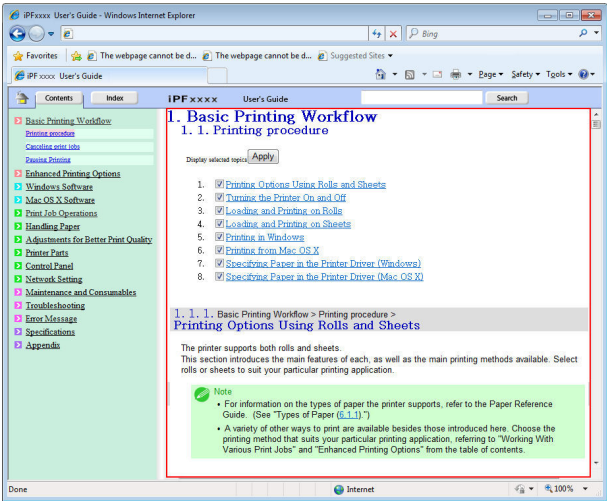 iPFxxxx User's Guide - Windows Internet Explorer
Bing
Favorites
The webpage cannot be d...
The webpage cannot be d...
Suggested Sites
iPF xxxx User's Guide
Page
Safety
Tools
Contents
Index
iPFxxxx
User's Guide
Search
Basic Printing Workflow
Printing procedure
Canceling print jobs
Pausing Printing
Enhanced Printing Options
Windows Software
Mac OS X Software
Print Job Operations
Handling Paper
Adjustments for Better Print Quality
Printer Parts
Control Panel
Network Setting
Maintenance and Consumables
Troubleshooting
Error Message
Specifications
Appendix
1. Basic Printing Workflow
1. 1. Printing procedure
Display selected topics Apply
1. Printing Options Using Rolls and Sheets
2. Turning the Printer On and Off
3. Loading and Printing on Rolls
4. Loading and Printing on Sheets
5. Printing in Windows
6. Printing from Mac OS X
7. Specifying Paper in the Printer Driver (Windows)
8. Specifying Paper in the Printer Driver (Mac OS X)
1. 1. 1. Basic Printing Workflow > Printing procedure >
Printing Options Using Rolls and Sheets
The printer supports both rolls and sheets.
This section introduces the main features of each, as well as the main printing methods available. Select
rolls or sheets to suit your particular printing application.
Note
• For information on the types of paper the printer supports, refer to the Paper Reference
Guide. (See "Types of Paper (6.1.1).")
• A variety of other ways to print are available besides those introduced here. Choose the
printing method that suits your particular printing application, referring to "Working With
Various Print Jobs" and "Enhanced Printing Options" from the table of contents.
Done
Internet
100%